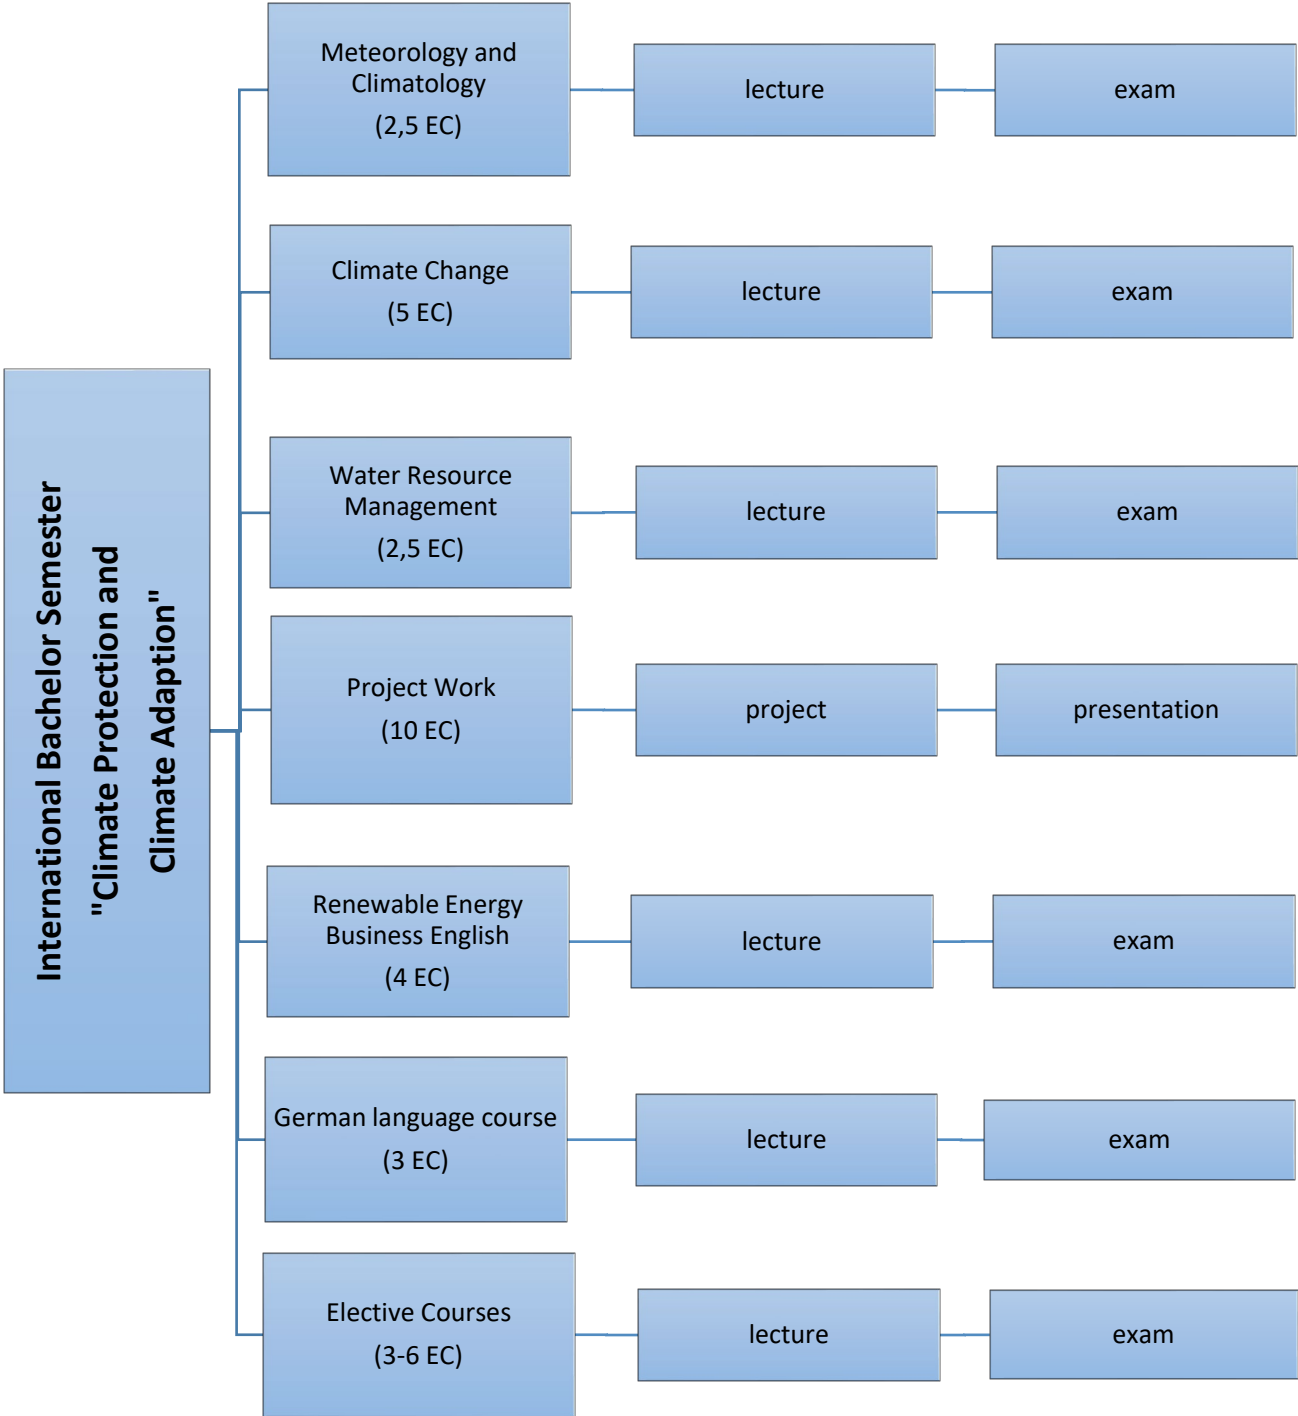 International Bachelor Semester
"Climate Protection and
Climate Adaption"
Meteorology and
Climatology
(2,5 EC)
lecture
exam
Climate Change
(5 EC)
lecture
exam
Water Resource
Management
(2,5 EC)
lecture
exam
Project Work
(10 EC)
project
presentation
Renewable Energy
Business English
(4 EC)
lecture
exam
German language course
(3 EC)
lecture
exam
Elective Courses
(3-6 EC)
lecture
exam